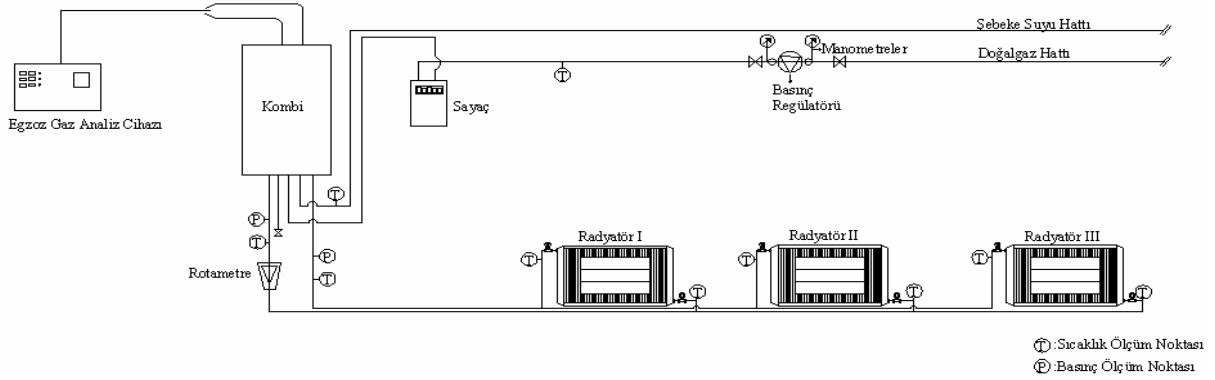 Şebeke Suyu Hattı
Manometreler
Doğalgaz Hattı
Basınç
Regülatörü
Kombi
Sayaç
Egzoz Gaz Analiz Cihazı
T
T
P
T
P
T
Rotametre
Radyatör I
Radyatör II
Radyatör III
T
T
T
T
T
T
T:Sıcaklık Ölçüm Noktası
P:Basınç Ölçüm Noktası